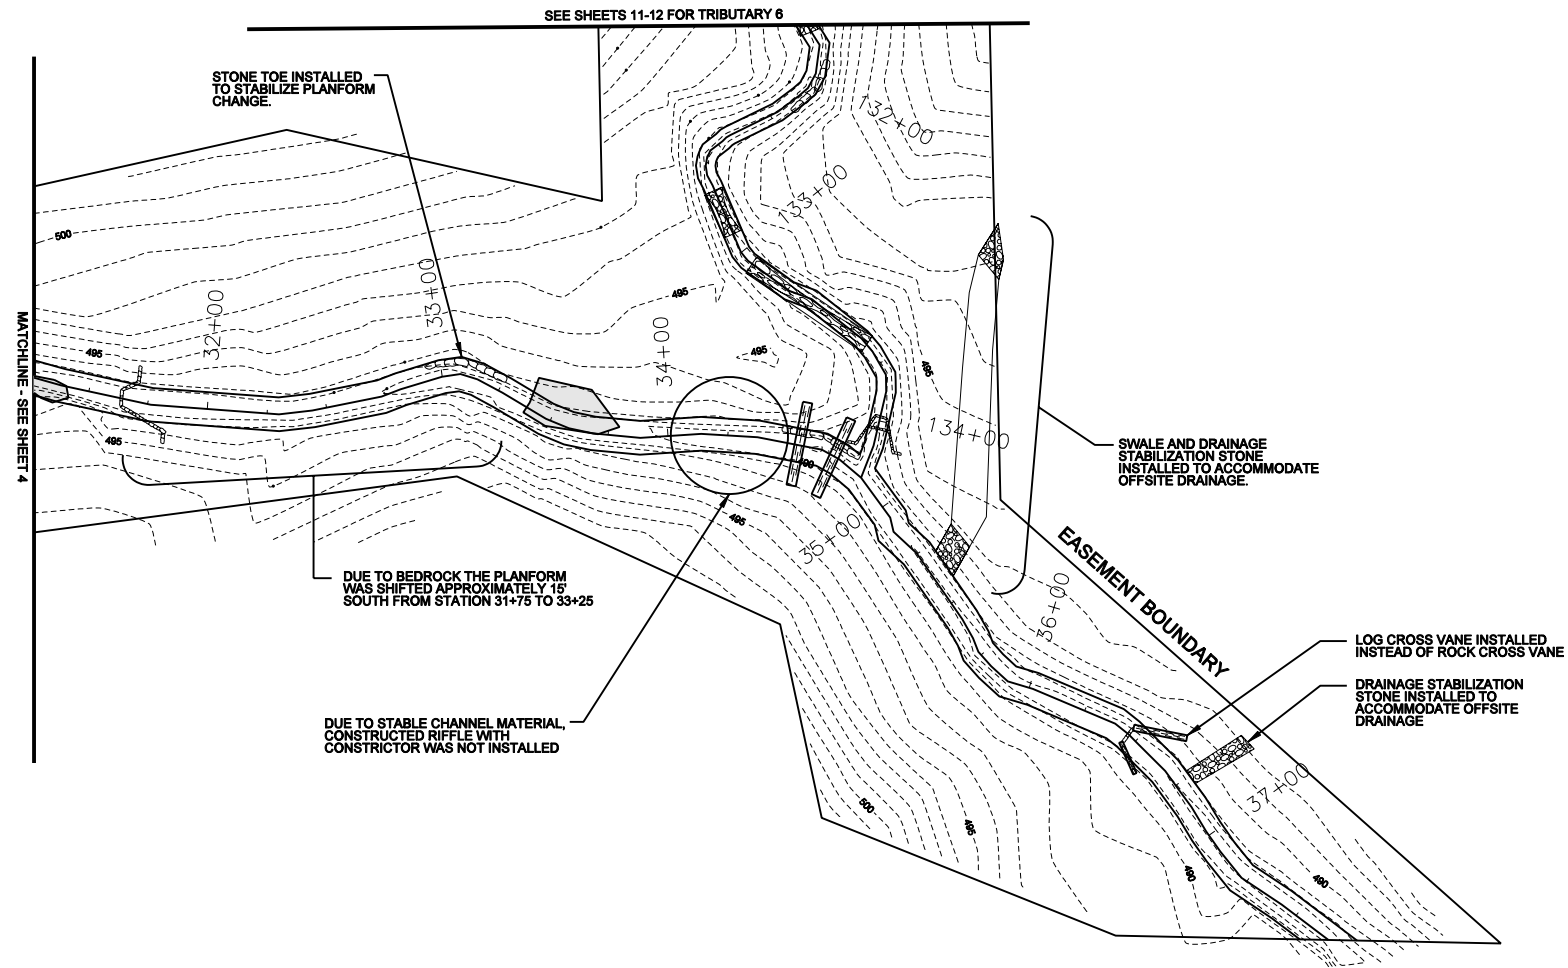 SEE SHEETS 11-12 FOR TRIBUTARY 6
STONE TOE INSTALLED
TO STABILIZE PLANFORM
CHANGE.
132+00
133+00
500
33+00
495
32+00
34+00
495
495
495
MATCHLINE - SEE SHEET 4
495
134+00
490
SWALE AND DRAINAGE
STABILIZATION STONE
INSTALLED TO ACCOMMODATE
OFFSITE DRAINAGE.
495
35+00
EASEMENT BOUNDARY
DUE TO BEDROCK THE PLANFORM
WAS SHIFTED APPROXIMATELY 15'
SOUTH FROM STATION 31+75 TO 33+25
36+00
LOG CROSS VANE INSTALLED
INSTEAD OF ROCK CROSS VANE
DRAINAGE STABILIZATION
STONE INSTALLED TO
ACCOMMODATE OFFSITE
DRAINAGE
DUE TO STABLE CHANNEL MATERIAL,
CONSTRUCTED RIFFLE WITH
CONSTRICTOR WAS NOT INSTALLED
37+00
500
495
490
490